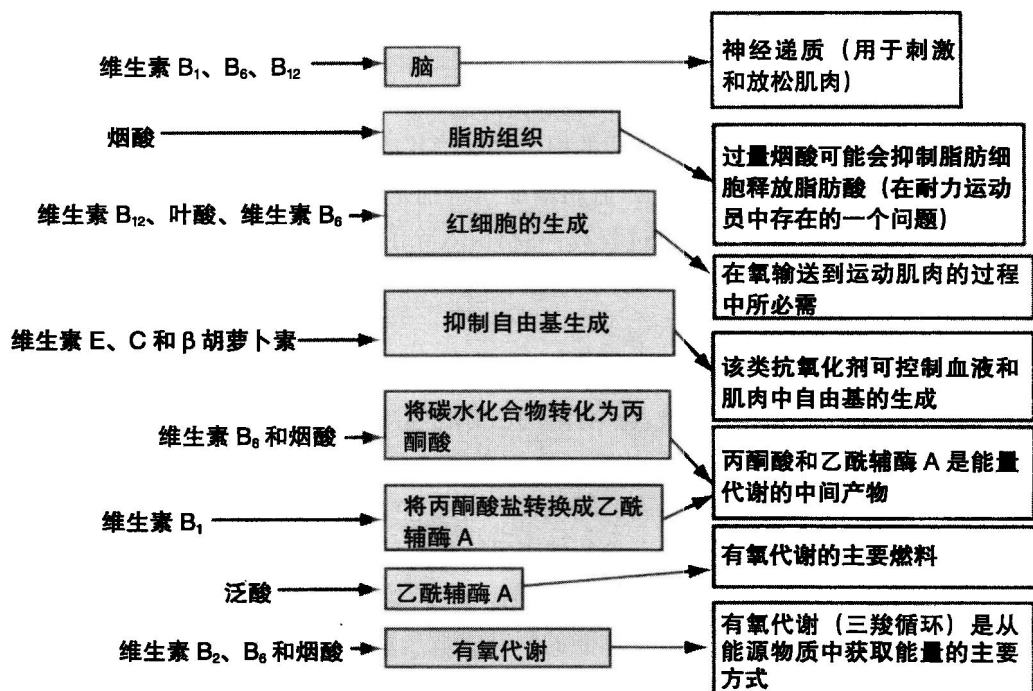 维生素 B₁、B₆、B₁₂
脑
神经递质（用于刺激
和放松肌肉）
烟酸
脂肪组织
过量烟酸可能会抑制脂肪细
胞释放脂肪酸（在耐力运动
员中存在的一个问题）
维生素 B₁₂、叶酸、维生素 B₆
红细胞的生成
在氧输送到运动肌肉的过程
中所必需
维生素 E、C 和 β 胡萝卜素
抑制自由基生成
该类抗氧化剂可控制血液和
肌肉中自由基的生成
维生素 B₆ 和烟酸
将碳水化合物转化为丙
酮酸
丙酮酸和乙酰辅酶 A 是能量
代谢的中间产物
维生素 B₁
将丙酮酸盐转换成乙酰
辅酶 A
有氧代谢的主要燃料
泛酸
乙酰辅酶 A
维生素 B₂、B₆ 和烟酸
有氧代谢
有氧代谢（三羧循环）是从
能源物质中获取能量的主要
方式